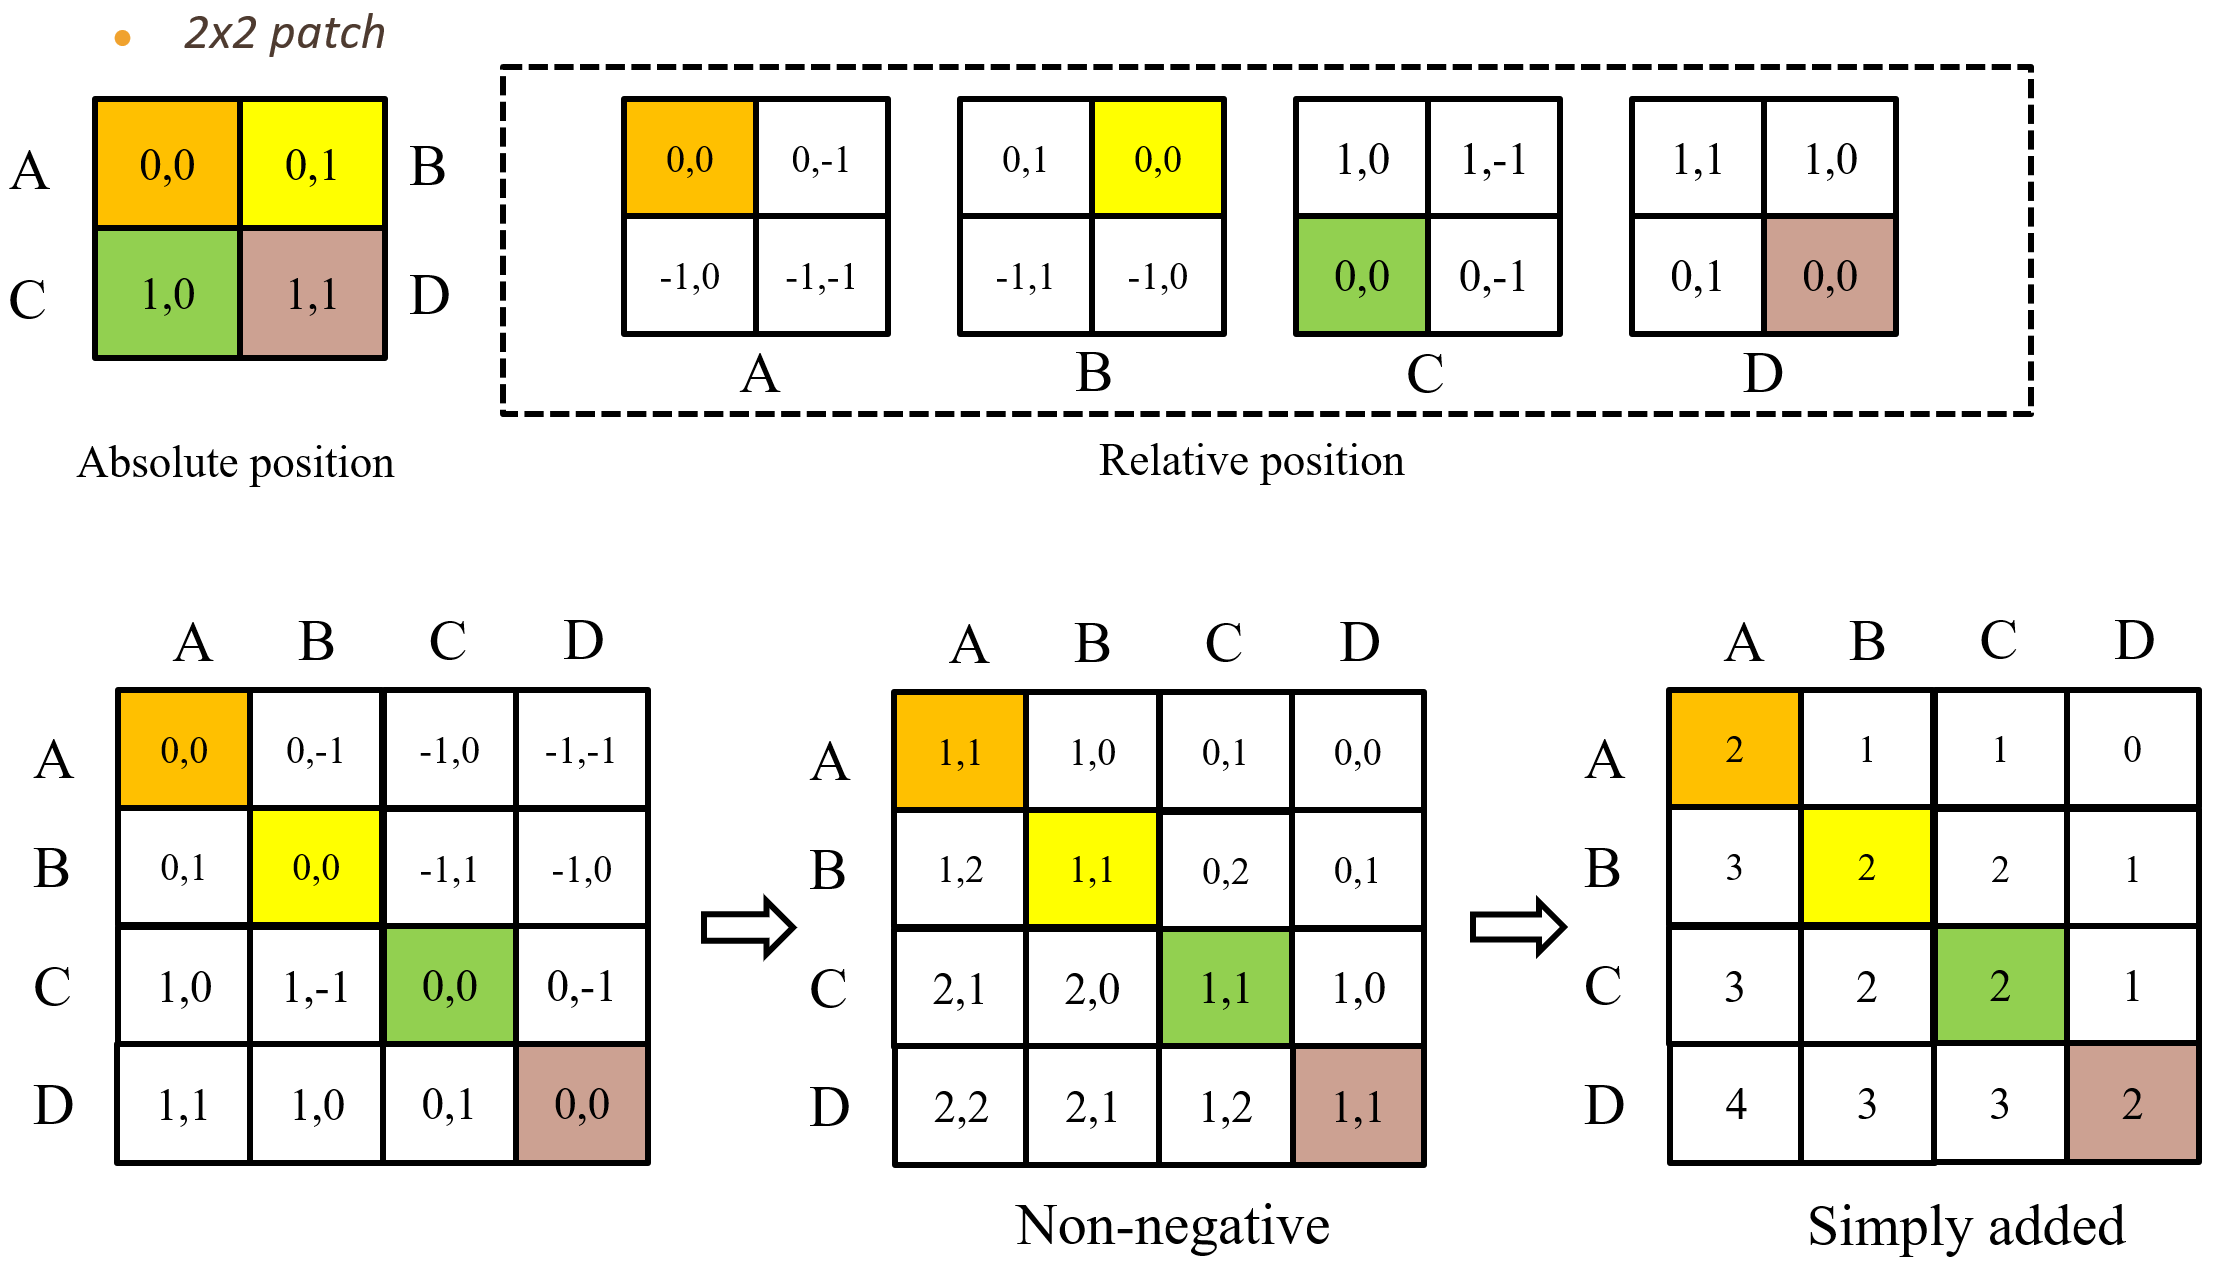 • 2x2 patch
A 0,0 0,1 B
C 1,0 1,1 D
Absolute position
0,0 0,-1
-1,0 -1,-1
A
0,1 0,0
-1,1 -1,0
B
1,0 1,-1
0,0 0,-1
C
1,1 1,0
0,1 0,0
D
Relative position
A B C D
A 0,0 0,-1 -1,0 -1,-1
B 0,1 0,0 -1,1 -1,0
C 1,0 1,-1 0,0 0,-1
D 1,1 1,0 0,1 0,0
A B C D
A 1,1 1,0 0,1 0,0
B 1,2 1,1 0,2 0,1
C 2,1 2,0 1,1 1,0
D 2,2 2,1 1,2 1,1
Non-negative
A B C D
A 2 1 1 0
B 3 2 2 1
C 3 2 2 1
D 4 3 3 2
Simply added